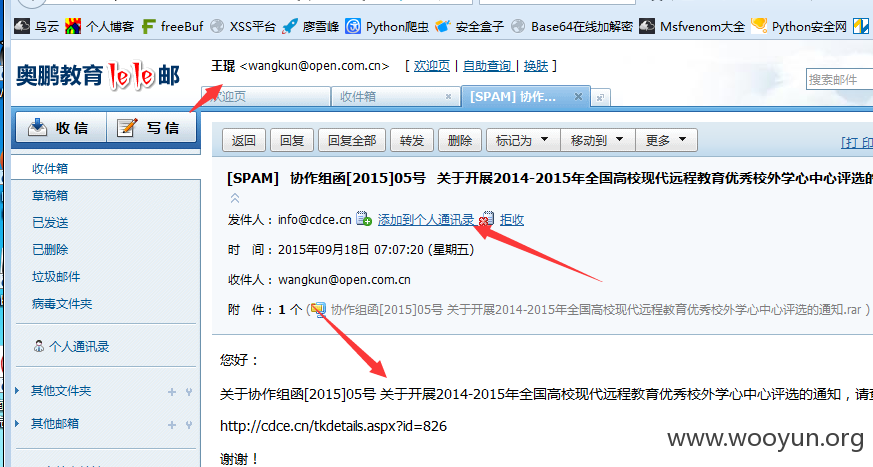 乌云 个人博客 freeBuf XSS平台 廖雪峰 Python爬虫 安全盒子 Base64在线加解密 Msfvenom大全 Python安全网
奥鹏教育 邮 王琨 <wangkun@open.com.cn> [ 欢迎页 | 自助查询 | 换肤 ]
搜索邮件
欢迎页 收件箱 × [SPAM] 协作... ×
收 信 写 信
返回 回复 回复全部 转发 删除 标记为 移动到 更多 [打 印
收件箱
草稿箱
已发送
已删除
垃圾邮件
病毒文件夹
个人通讯录
其他文件夹
其他邮箱
[SPAM] 协作组函[2015]05号 关于开展2014-2015年全国高校现代远程教育优秀校外学心中心评选的
发件人：info@cdce.cn 添加到个人通讯录 拒收
时 间：2015年09月18日 07:07:20 (星期五)
收件人：wangkun@open.com.cn
附 件：1 个 ( 协作组函[2015]05号 关于开展2014-2015年全国高校现代远程教育优秀校外学心中心评选的通知.rar )
您好：
关于协作组函[2015]05号 关于开展2014-2015年全国高校现代远程教育优秀校外学心中心评选的通知，请
http://cdce.cn/tkdetails.aspx?id=826
谢谢！
www.wooyun.org